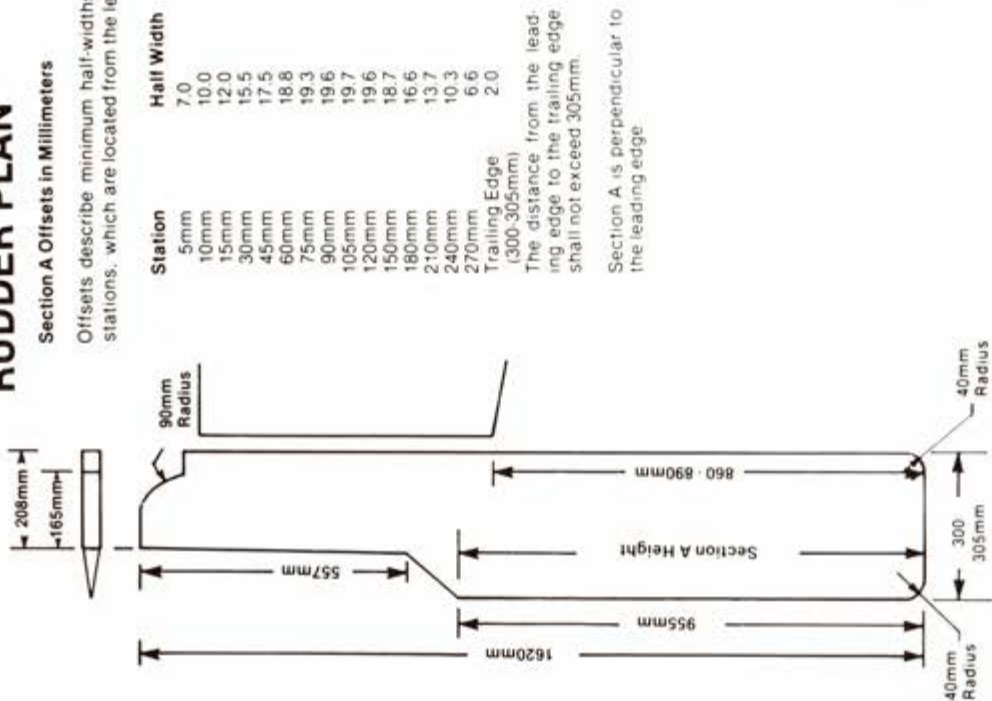 RUDDER PLAN
Section A Offsets in Millimeters
Offsets describe minimum half-widths
stations, which are located from the le
Station Half Width
5mm 7.0
10mm 10.0
15mm 12.0
30mm 15.5
45mm 17.5
60mm 18.8
75mm 19.3
90mm 19.6
105mm 19.7
120mm 19.6
150mm 18.7
180mm 16.6
210mm 13.7
240mm 10.3
270mm 6.6
Trailing Edge 2.0
(300-305mm)
The distance from the lead-
ing edge to the trailing edge
shall not exceed 305mm.
Section A is perpendicular to
the leading edge
208mm
165mm
90mm
Radius
557mm
860 - 890mm
Section A Height
955mm
1620mm
300
305mm
40mm
Radius
40mm
Radius